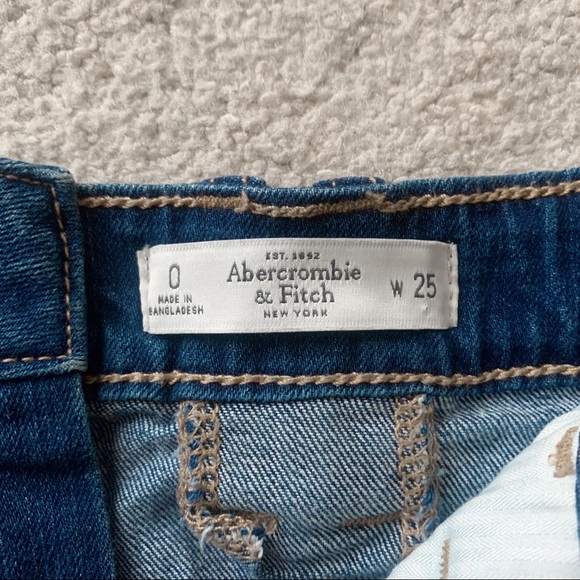 0
MADE IN
BANGLADESH
EST. 1892
Abercrombie
& Fitch
NEW YORK
W 25